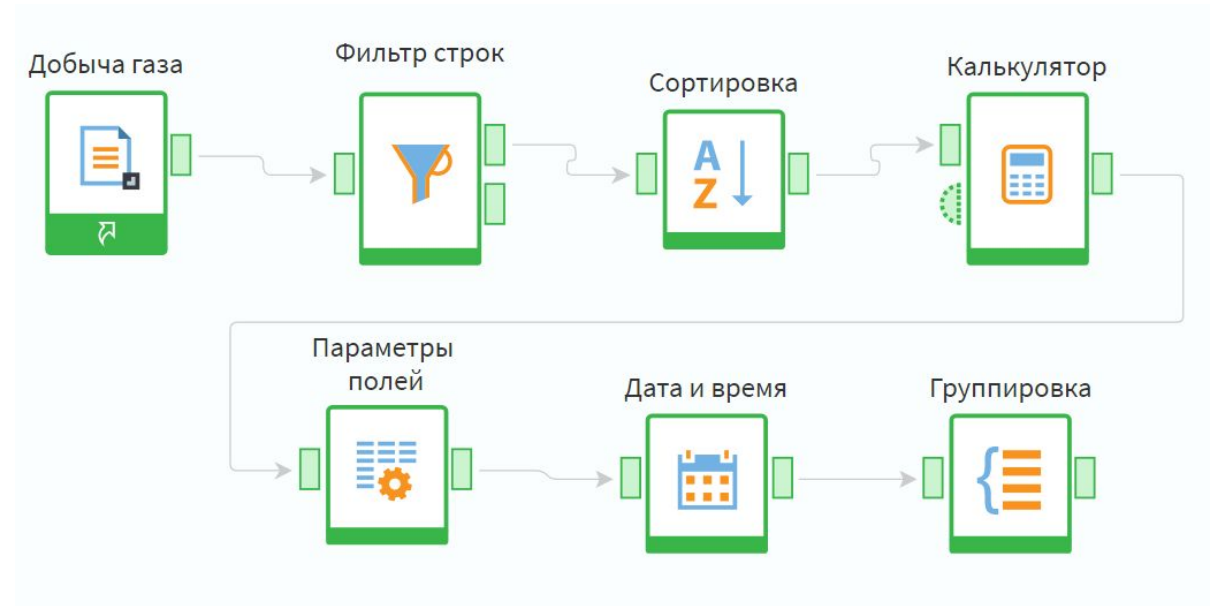 Добыча газа
Фильтр строк
Сортировка
A
Z
Калькулятор
Параметры
полей
Дата и время
Группировка